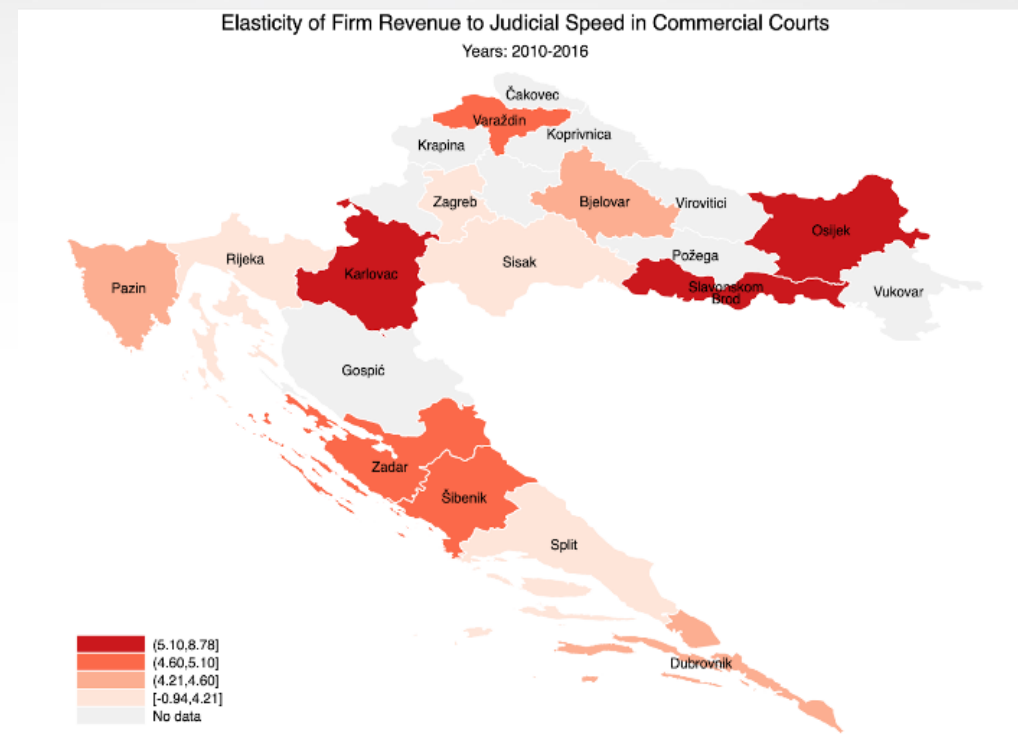 Elasticity of Firm Revenue to Judicial Speed in Commercial Courts
Years: 2010-2016
Čakovec
Varaždin
Koprivnica
Krapina
Zagreb
Bjelovar
Virovitici
Osijek
Požega
Rijeka
Sisak
Karlovac
Pazin
Slavonskom
Brod
Vukovar
Gospić
Zadar
Šibenik
Split
Dubrovnik
(5.10,8.78]
(4.60,5.10]
(4.21,4.60]
[-0.94,4.21]
No data